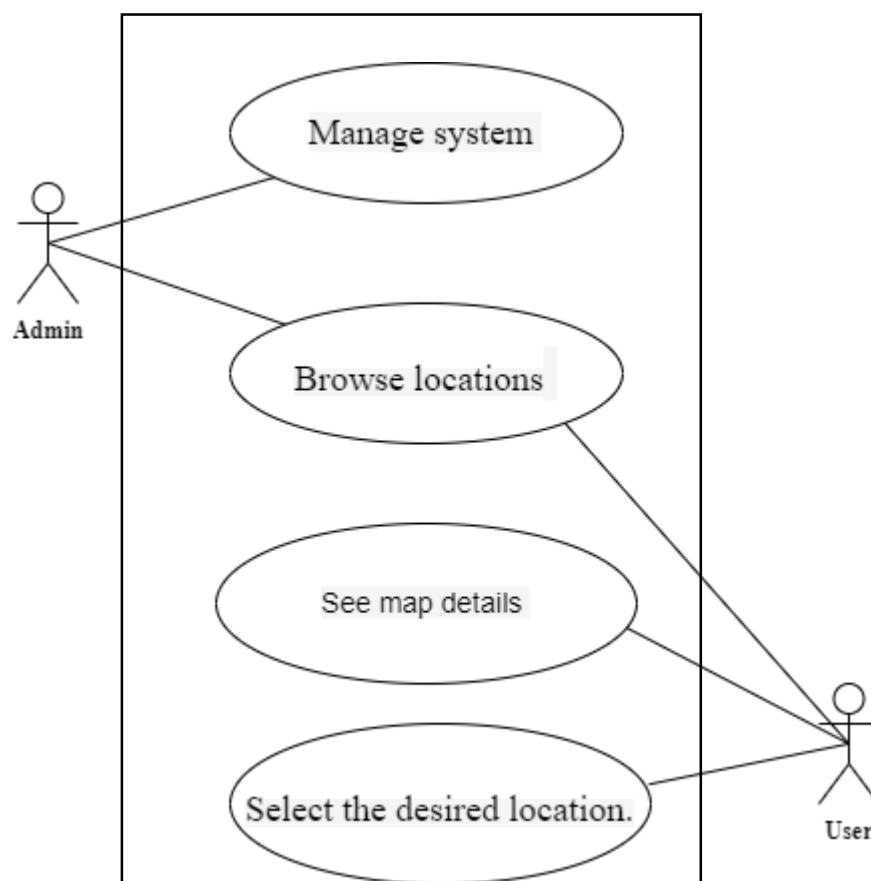 Manage system
Admin
Browse locations
See map details
Select the desired location.
User